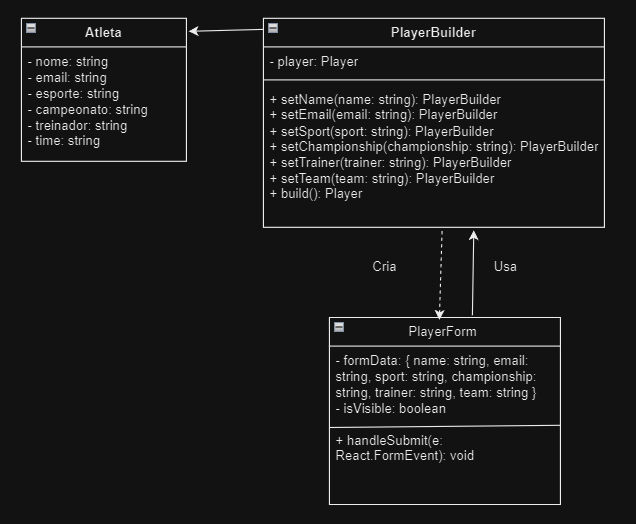 Atleta
- nome: string
- email: string
- esporte: string
- campeonato: string
- treinador: string
- time: string
PlayerBuilder
- player: Player
+ setName(name: string): PlayerBuilder
+ setEmail(email: string): PlayerBuilder
+ setSport(sport: string): PlayerBuilder
+ setChampionship(championship: string): PlayerBuilder
+ setTrainer(trainer: string): PlayerBuilder
+ setTeam(team: string): PlayerBuilder
+ build(): Player
Cria
Usa
PlayerForm
- formData: { name: string, email:
string, sport: string, championship:
string, trainer: string, team: string }
- isVisible: boolean
+ handleSubmit(e:
React.FormEvent): void